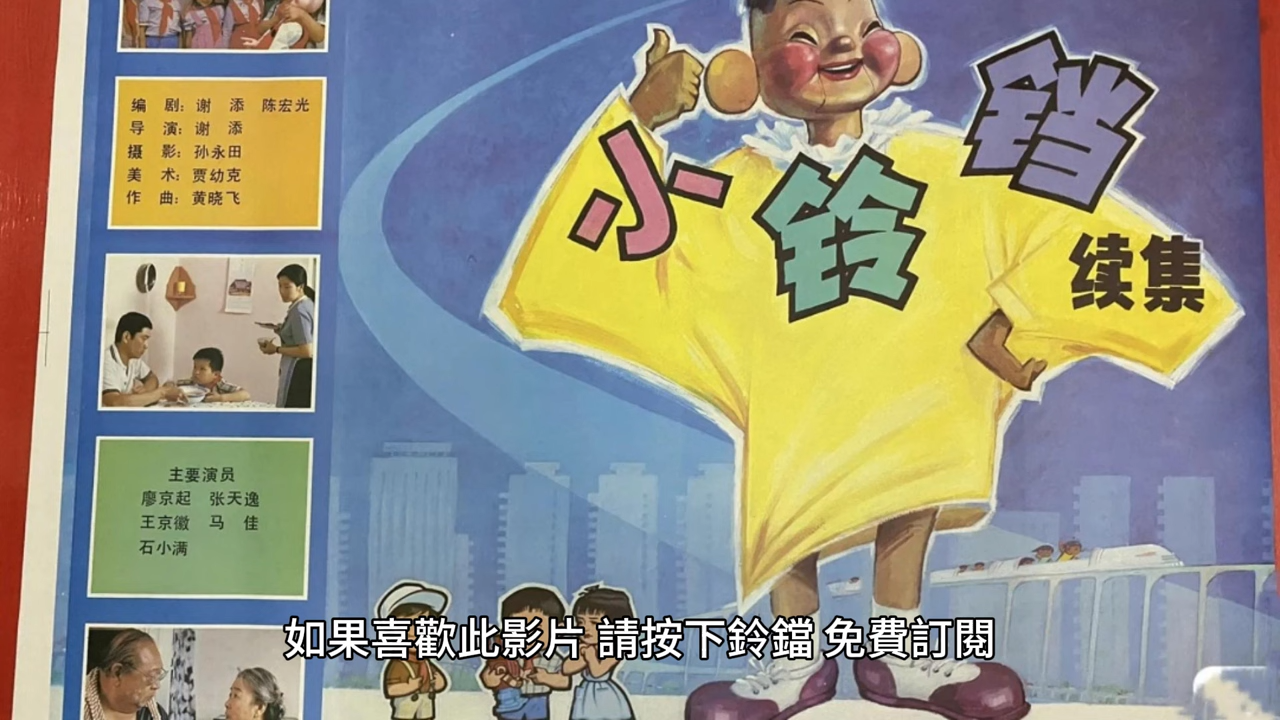 编 剧：谢 添 陈宏光
导 演：谢 添
摄 影：孙永田
美 术：贾幼克
作 曲：黄晓飞
主要演员
廖京起 张天逸
王京徽 马 佳
石小满
小铃铛
续集
如果喜歡此影片 請按下鈴鐺 免費訂閱